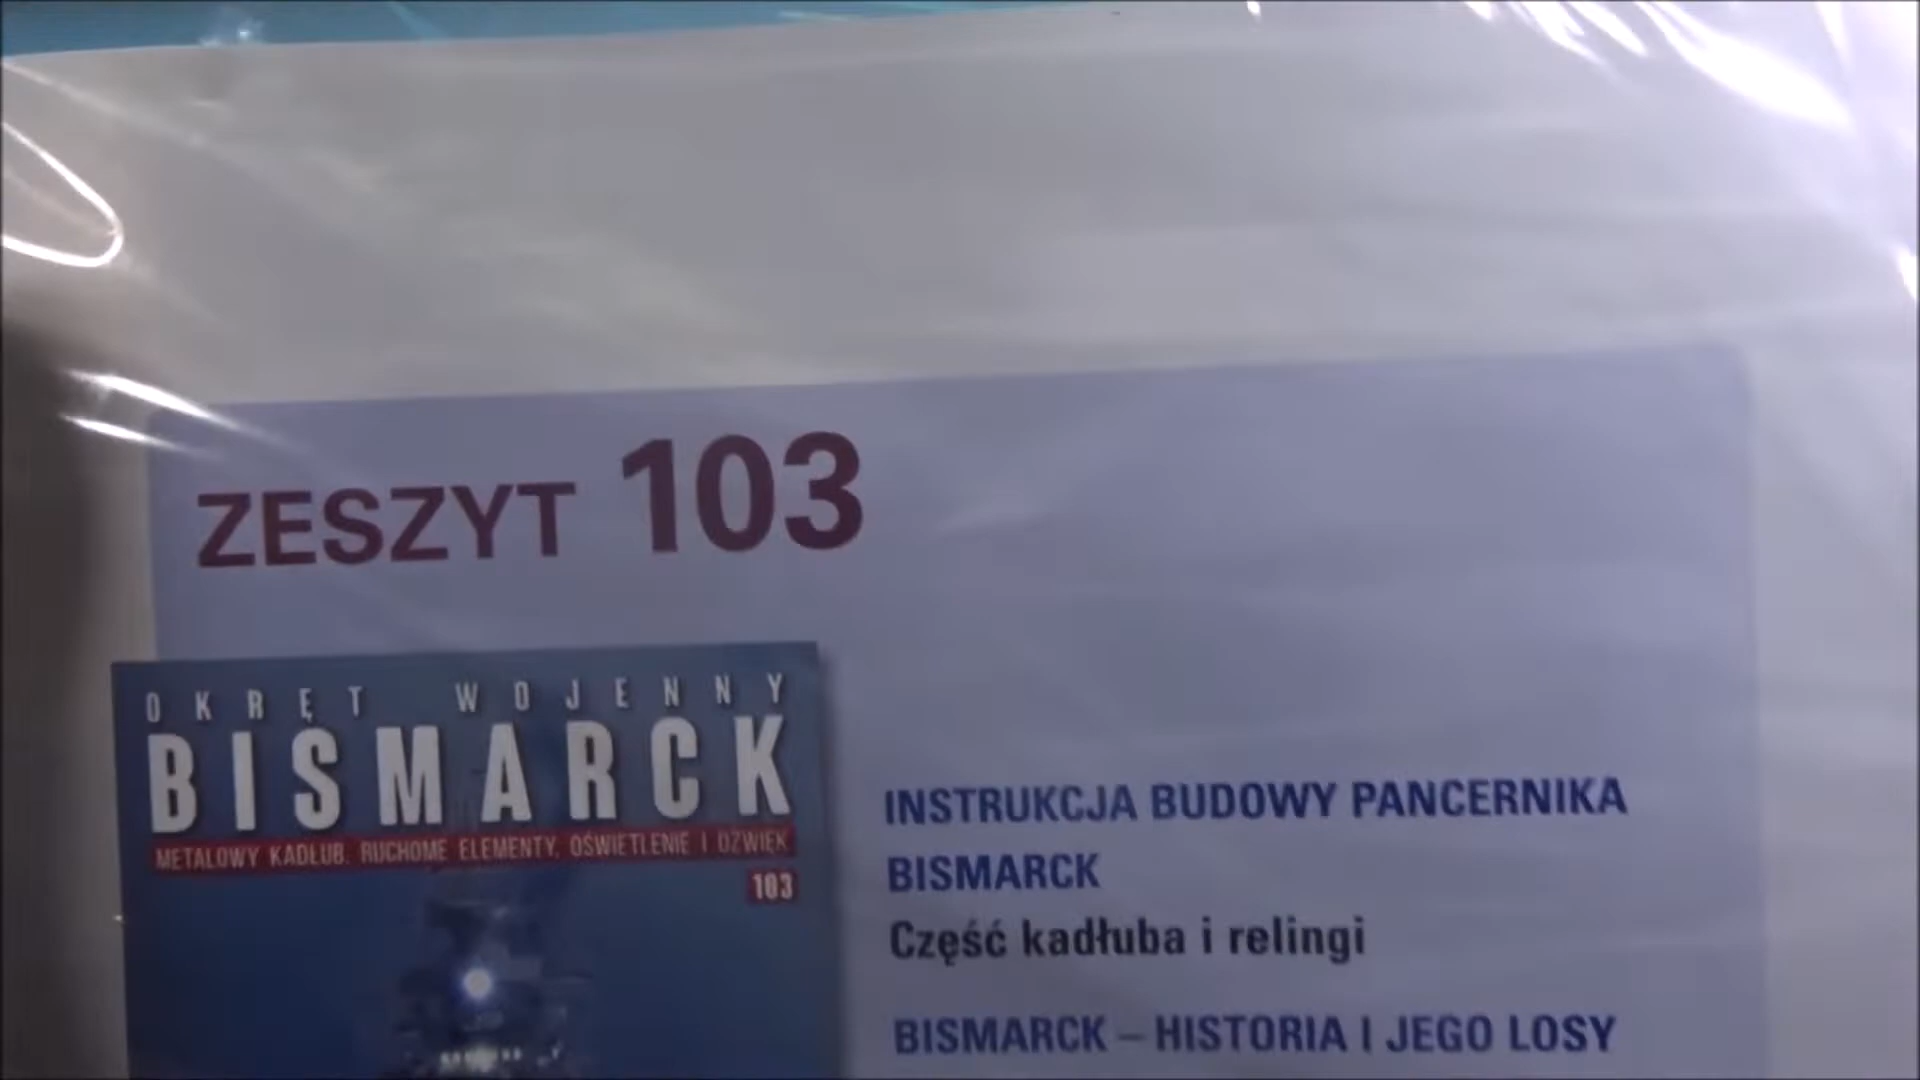 ZESZYT 103
OKRĘT WOJENNY
BISMARCK
METALOWY KADŁUB, RUCHOME ELEMENTY, OŚWIETLENIE I DŹWIĘK
103
INSTRUKCJA BUDOWY PANCERNIKA
BISMARCK
Część kadłuba i relingi
BISMARCK – HISTORIA I JEGO LOSY